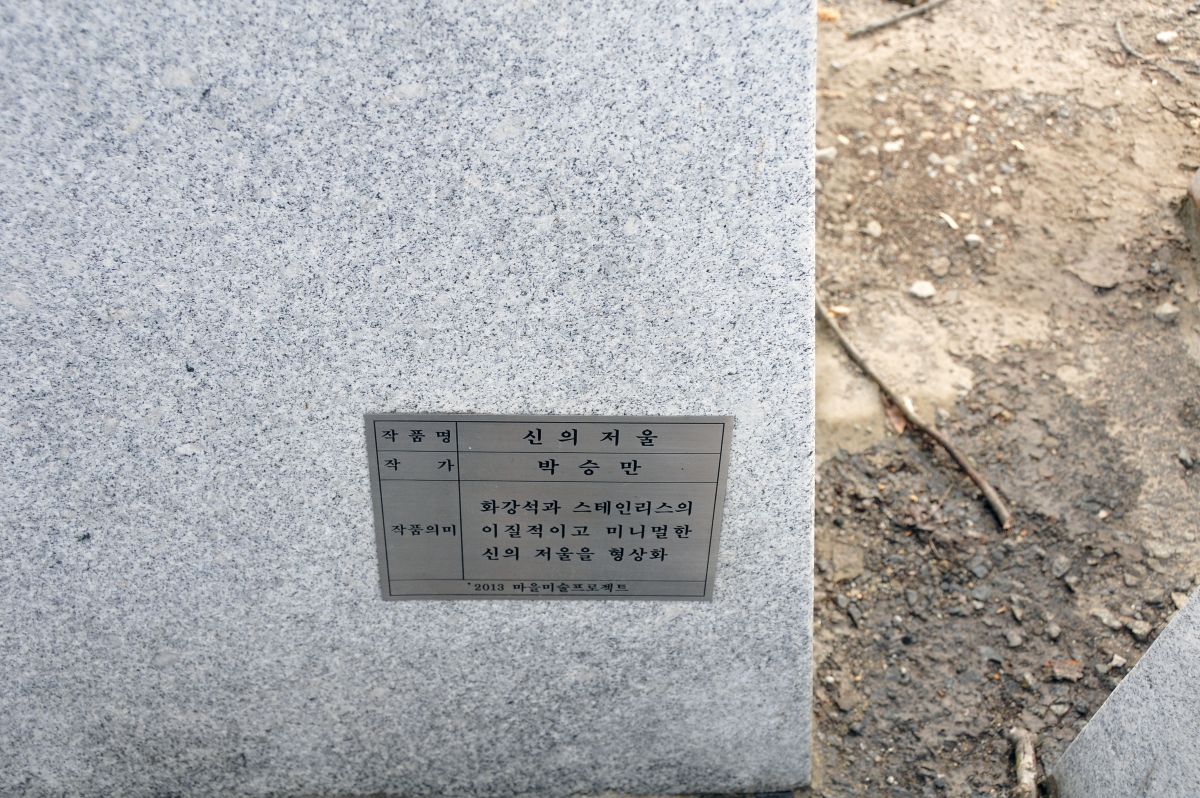 작품명 신의 저울
작 가 박승만
작품의미 화강석과 스테인리스의
이질적이고 미니멀한
신의 저울을 형상화
'2013 마을미술프로젝트